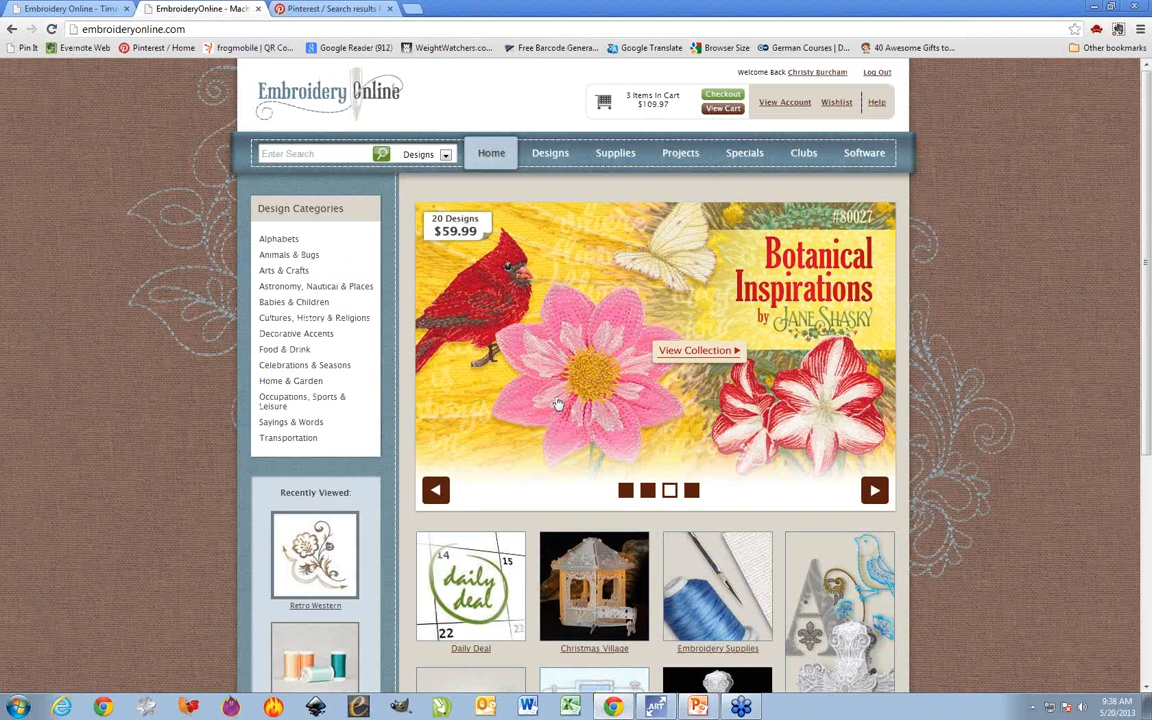 Embroidery Online - Tima
EmbroideryOnline - Mach
Pinterest / Search results f
embroideryonline.com
Pin It
Evernote Web
Pinterest / Home
frogmobile | QR Co...
Google Reader (912)
WeightWatchers.co...
Free Barcode Genera...
Google Translate
Browser Size
German Courses | D...
40 Awesome Gifts to...
Other bookmarks
Embroidery Online
Welcome Back Christy Burcham
Log Out
3 Items In Cart
$109.97
Checkout
View Cart
View Account
Wishlist
Help
Enter Search
Designs
Home
Designs
Supplies
Projects
Specials
Clubs
Software
Design Categories
Alphabets
Animals & Bugs
Arts & Crafts
Astronomy, Nautical & Places
Babies & Children
Cultures, History & Religions
Decorative Accents
Food & Drink
Celebrations & Seasons
Home & Garden
Occupations, Sports &
Leisure
Sayings & Words
Transportation
20 Designs
$59.99
#80027
Botanical
Inspirations
by JANE SHASKY
View Collection
Recently Viewed:
Retro Western
14
15
daily
deal
22
23
Daily Deal
Christmas Village
Embroidery Supplies
ART
9:38 AM
5/20/2013